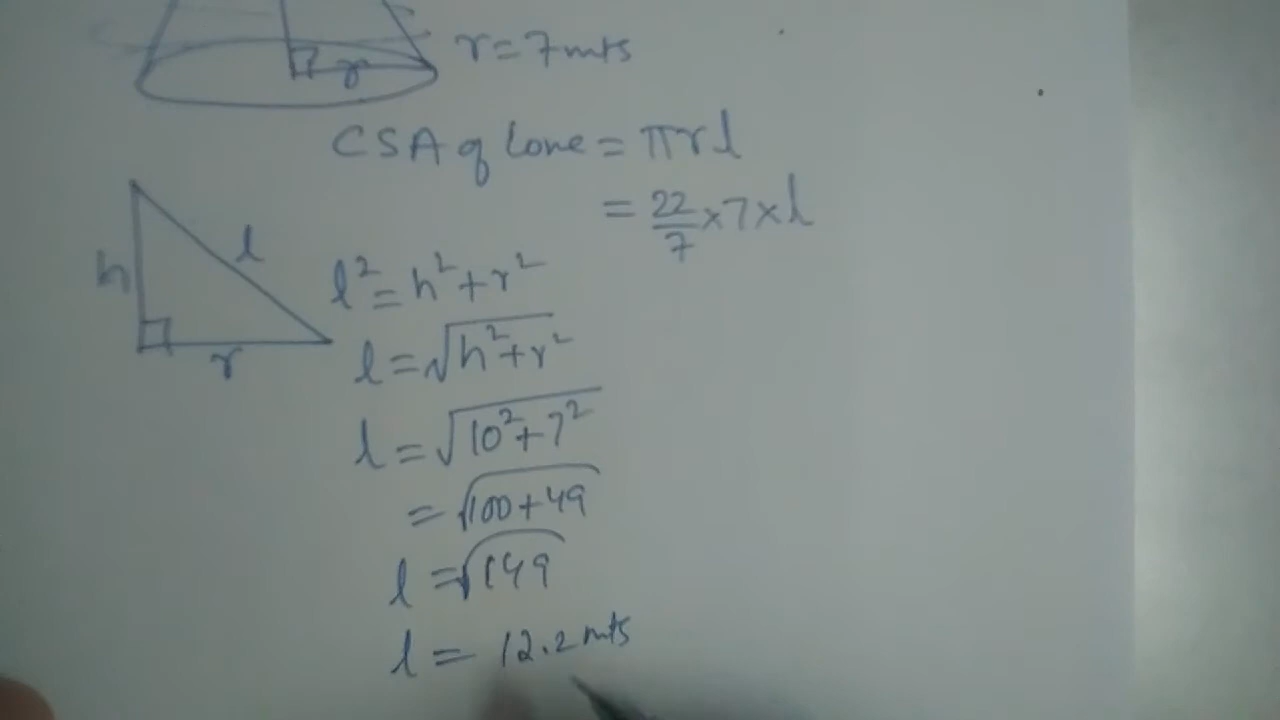 r = 7 mts
r
CSA of Cone = πrl
= 22/7 × 7 × l
h
l
r
l² = h² + r²
l = √h² + r²
l = √10² + 7²
= √100 + 49
l = √149
l = 12.2 mts